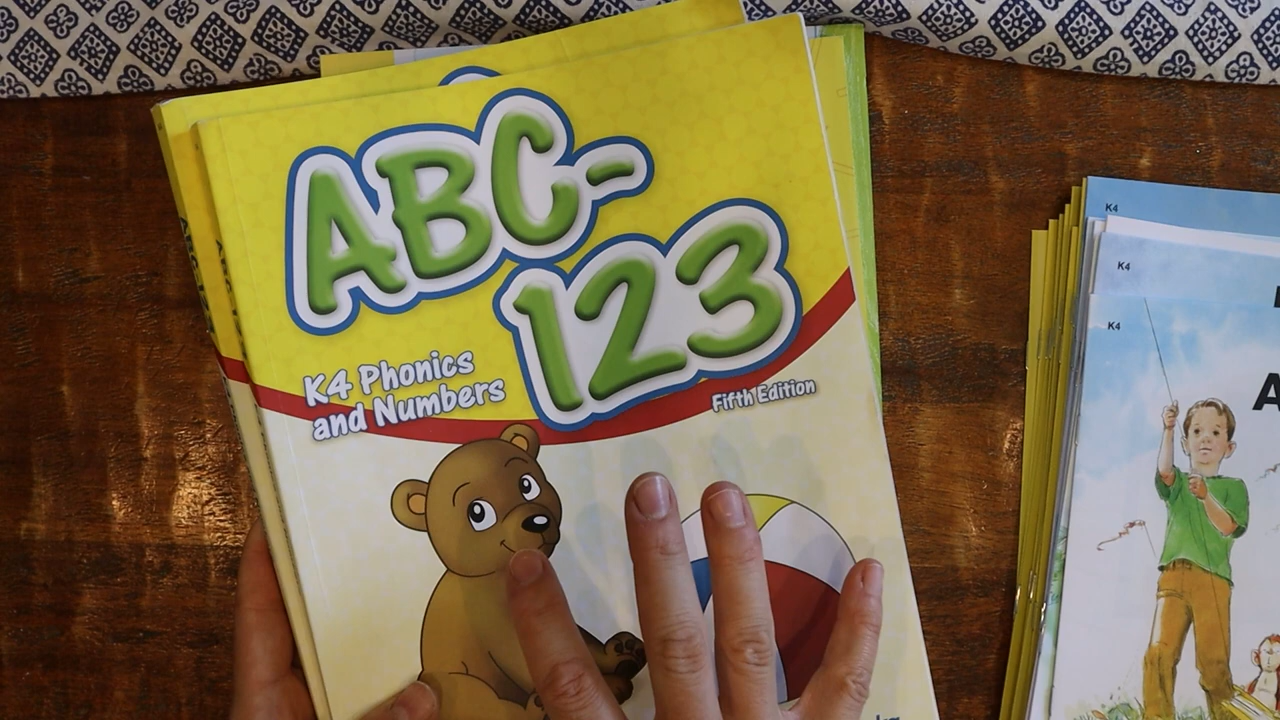 ABC-
123
K4 Phonics
and Numbers
Fifth Edition
K4
K4
K4
A